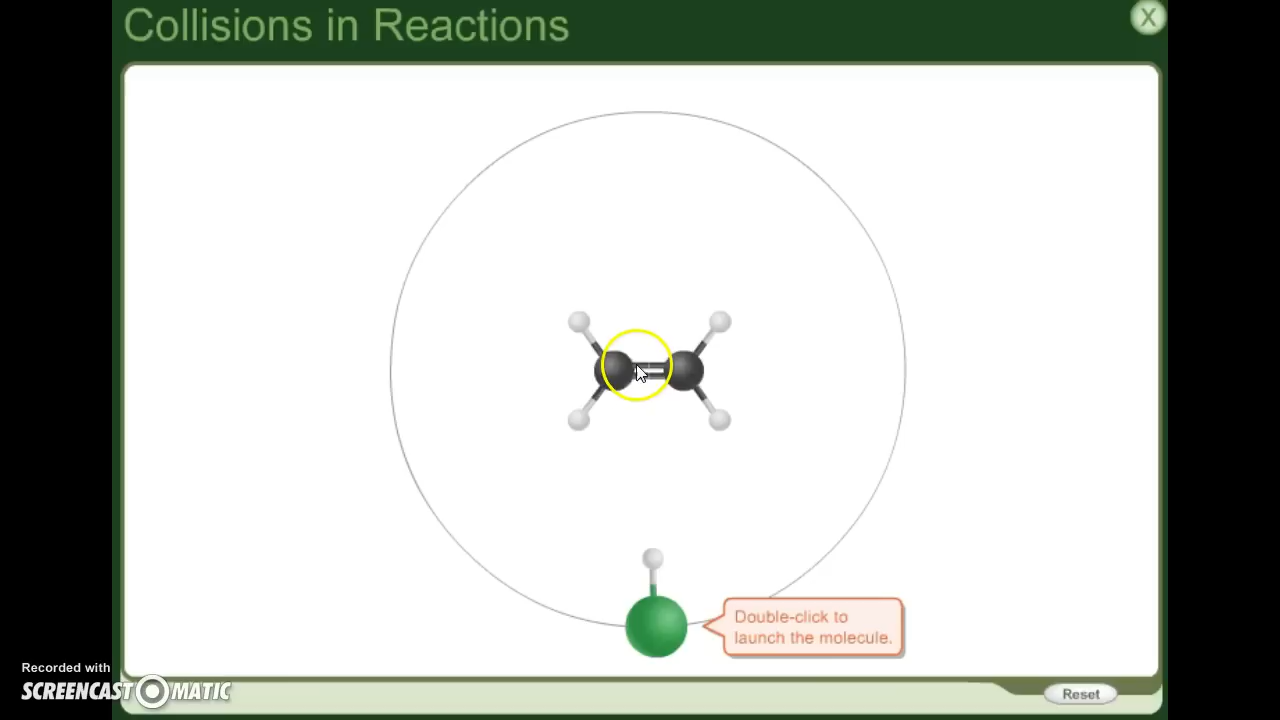 Collisions in Reactions
X
Double-click to
launch the molecule.
Recorded with
SCREENCAST MATIC
Reset